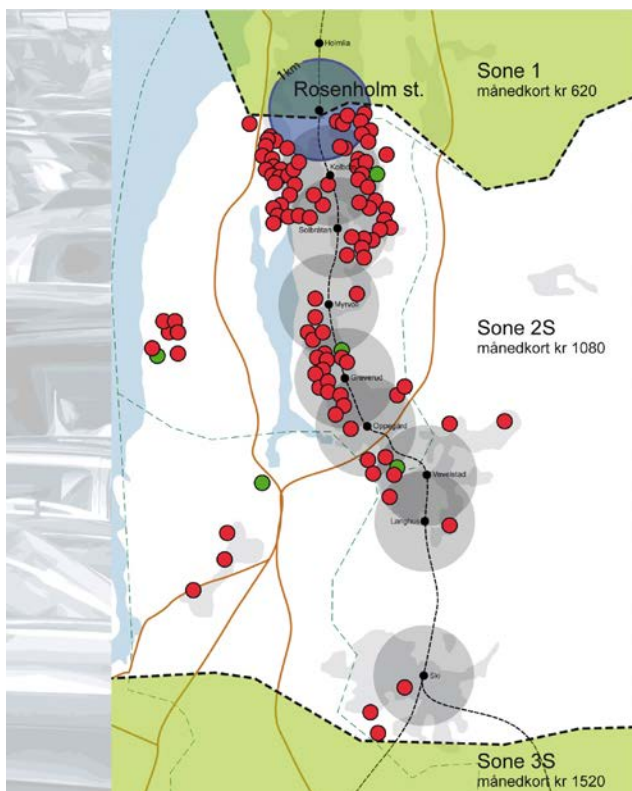 Holmlia
1km
Rosenholm st.
Sone 1
månedkort kr 620
Solbråtan
Myrvoll
Sone 2S
månedkort kr 1080
Greverud
Oppegård
Vevelstad
Langhus
Ski
Sone 3S
månedkort kr 1520